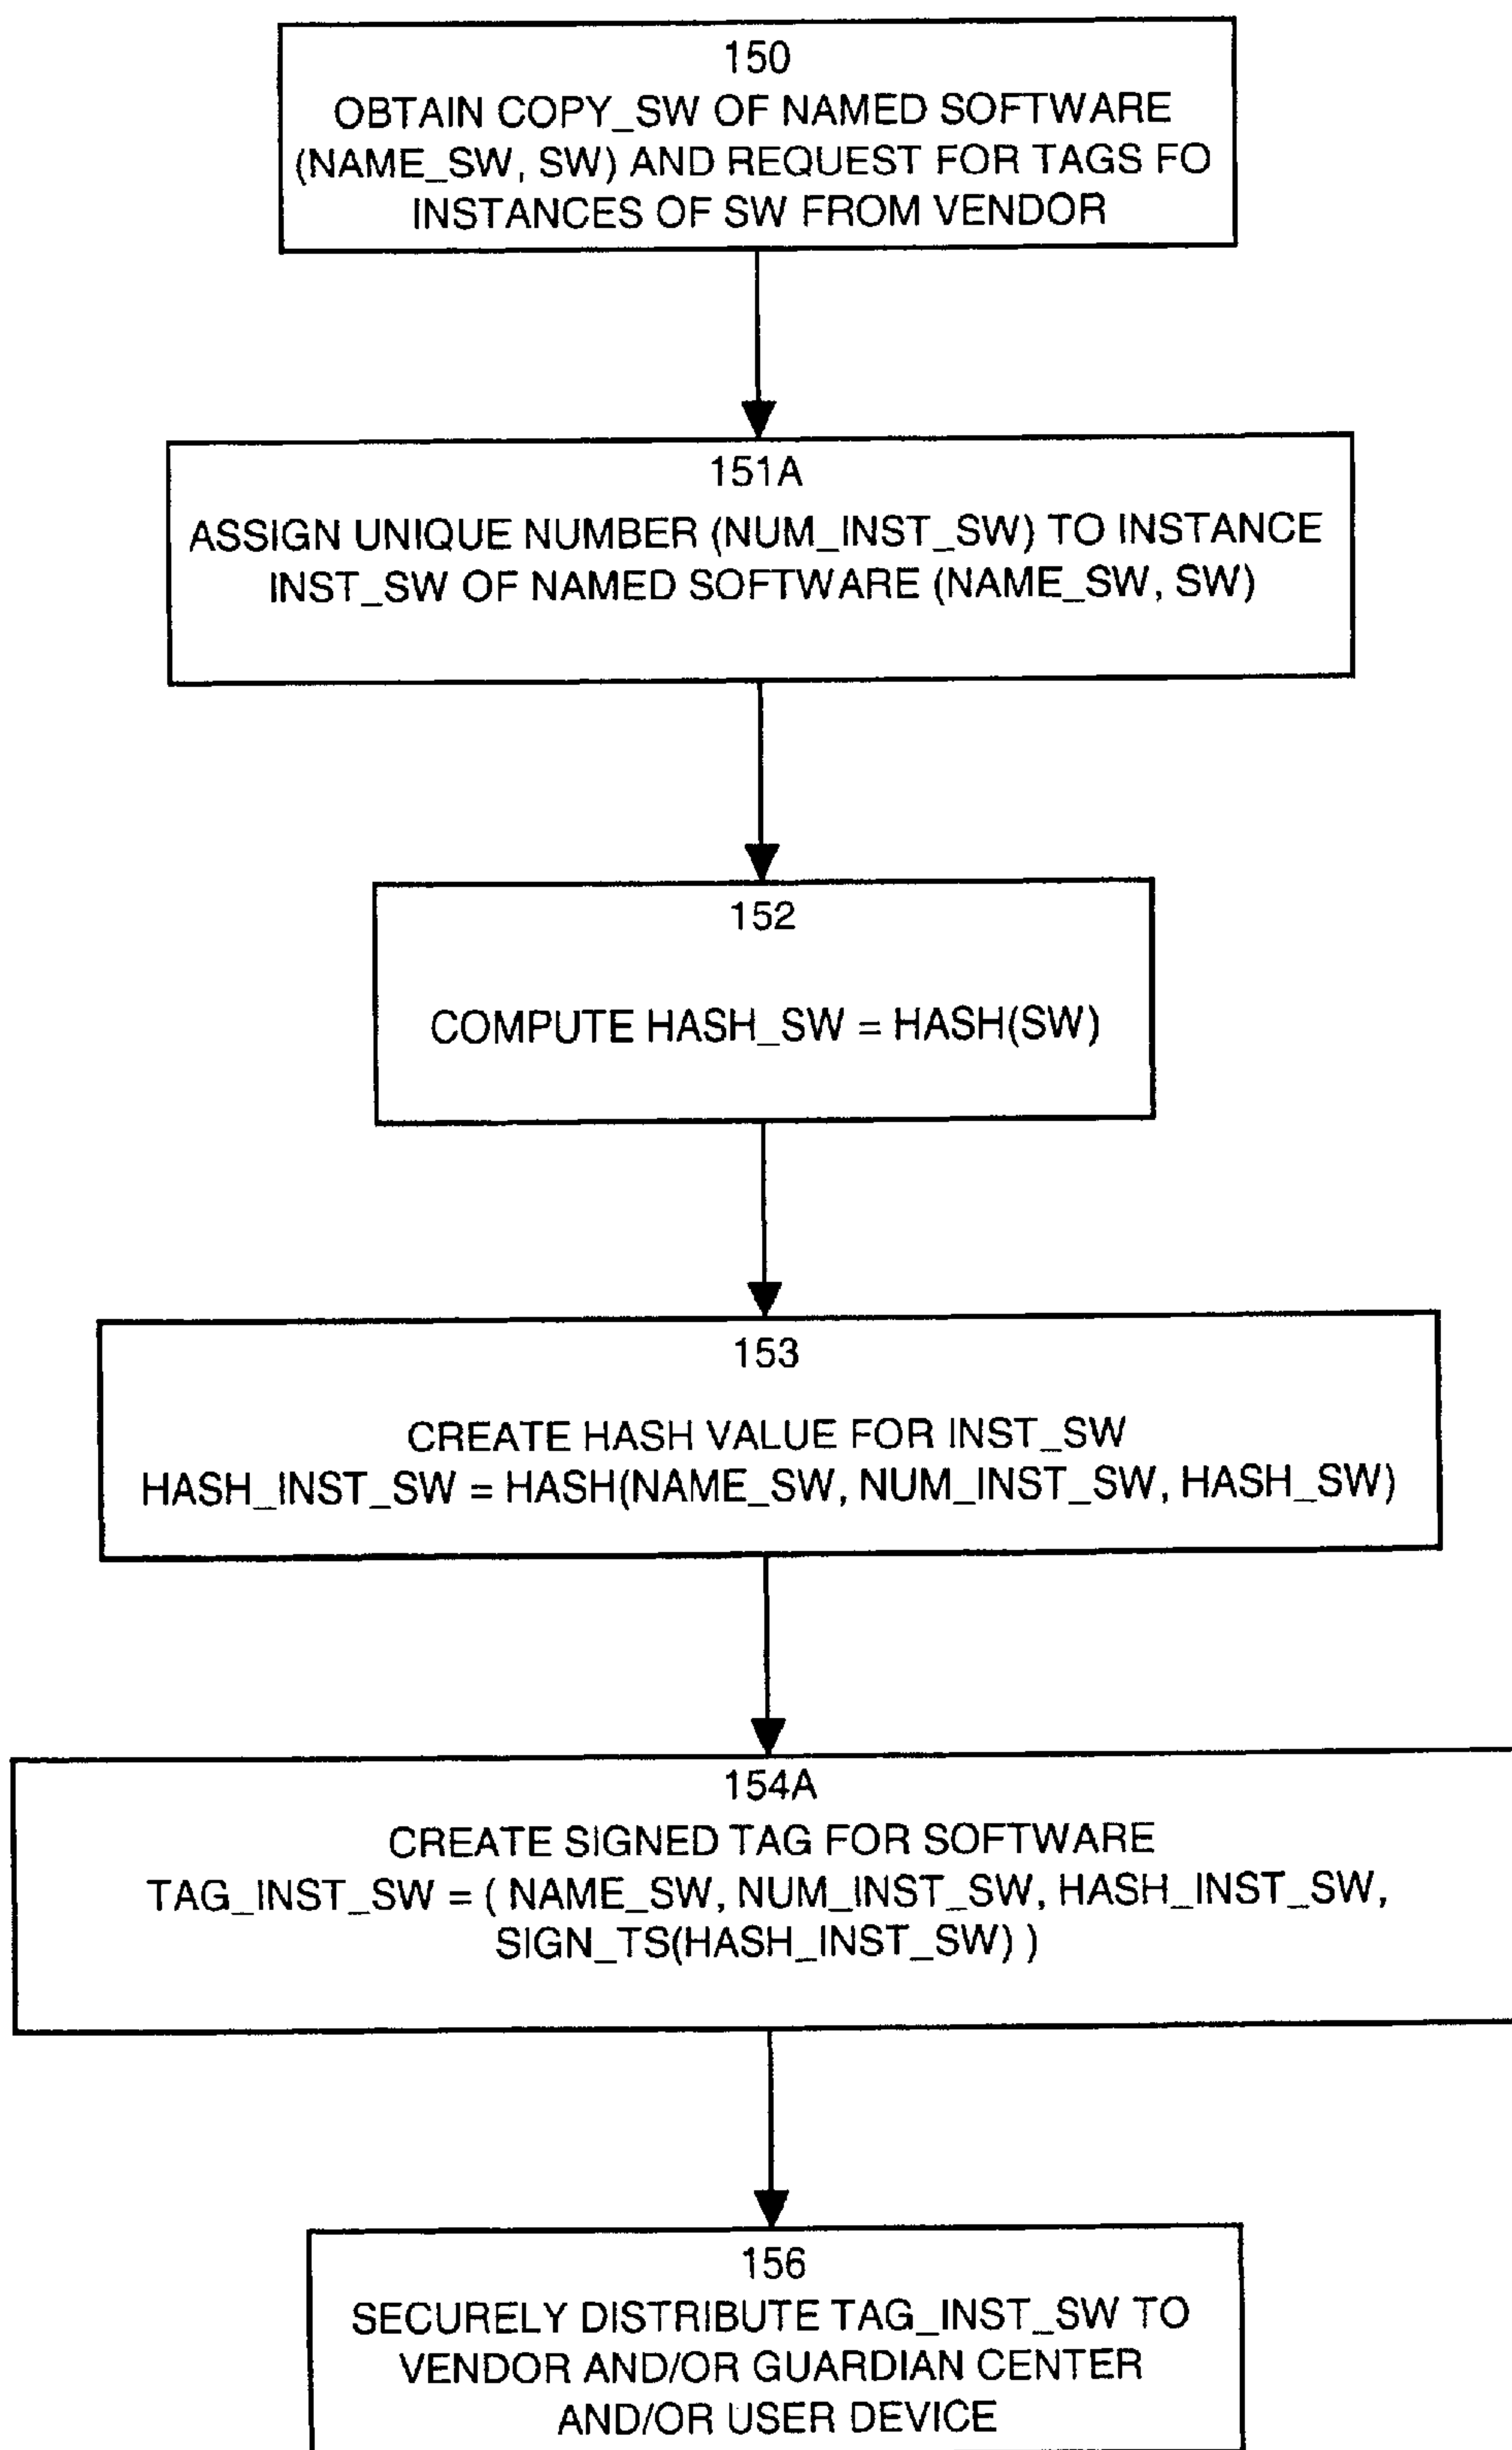 150
OBTAIN COPY_SW OF NAMED SOFTWARE
(NAME_SW, SW) AND REQUEST FOR TAGS FO
INSTANCES OF SW FROM VENDOR
151A
ASSIGN UNIQUE NUMBER (NUM_INST_SW) TO INSTANCE
INST_SW OF NAMED SOFTWARE (NAME_SW, SW)
152
COMPUTE HASH_SW = HASH(SW)
153
CREATE HASH VALUE FOR INST_SW
HASH_INST_SW = HASH(NAME_SW, NUM_INST_SW, HASH_SW)
154A
CREATE SIGNED TAG FOR SOFTWARE
TAG_INST_SW = ( NAME_SW, NUM_INST_SW, HASH_INST_SW,
SIGN_TS(HASH_INST_SW) )
156
SECURELY DISTRIBUTE TAG_INST_SW TO
VENDOR AND/OR GUARDIAN CENTER
AND/OR USER DEVICE